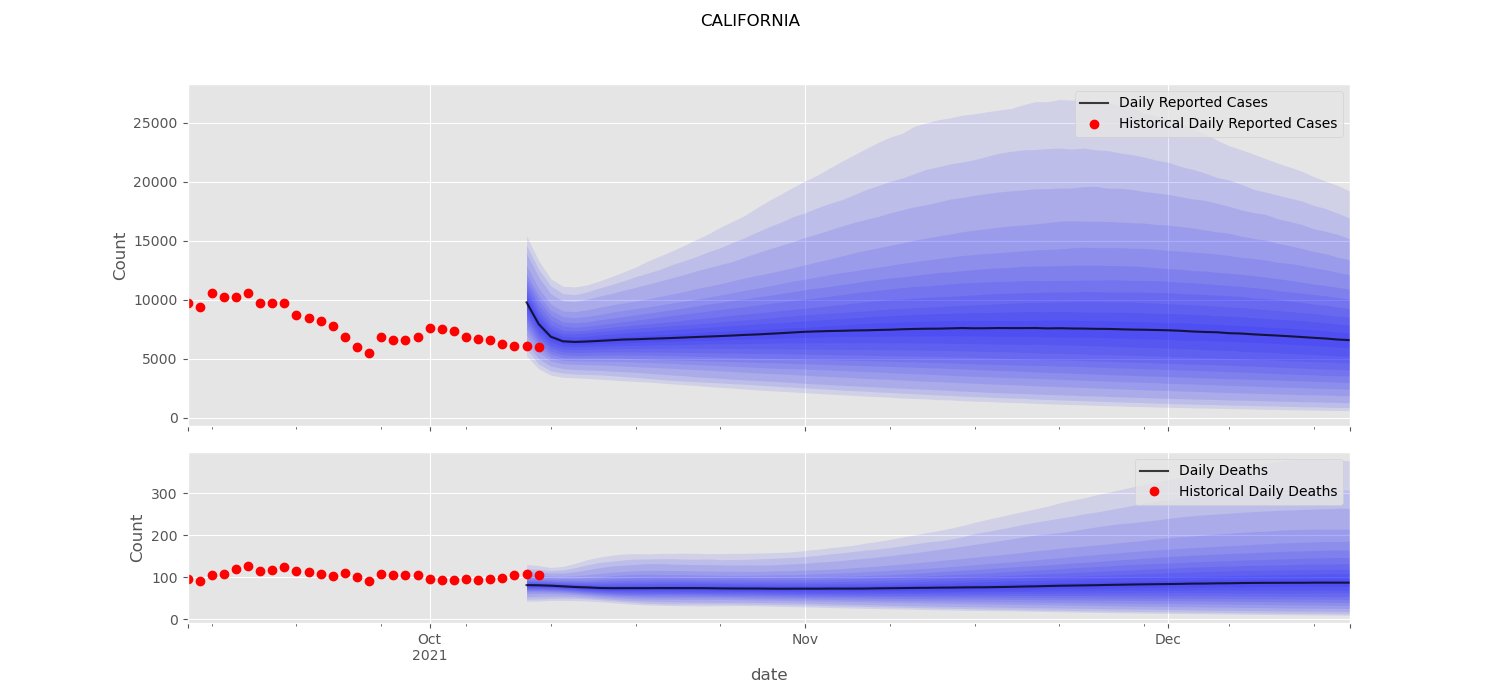 CALIFORNIA
Daily Reported Cases
Historical Daily Reported Cases
25000
20000
15000
10000
5000
0
Count
Daily Deaths
Historical Daily Deaths
300
200
100
0
Count
Oct
2021
Nov
Dec
date